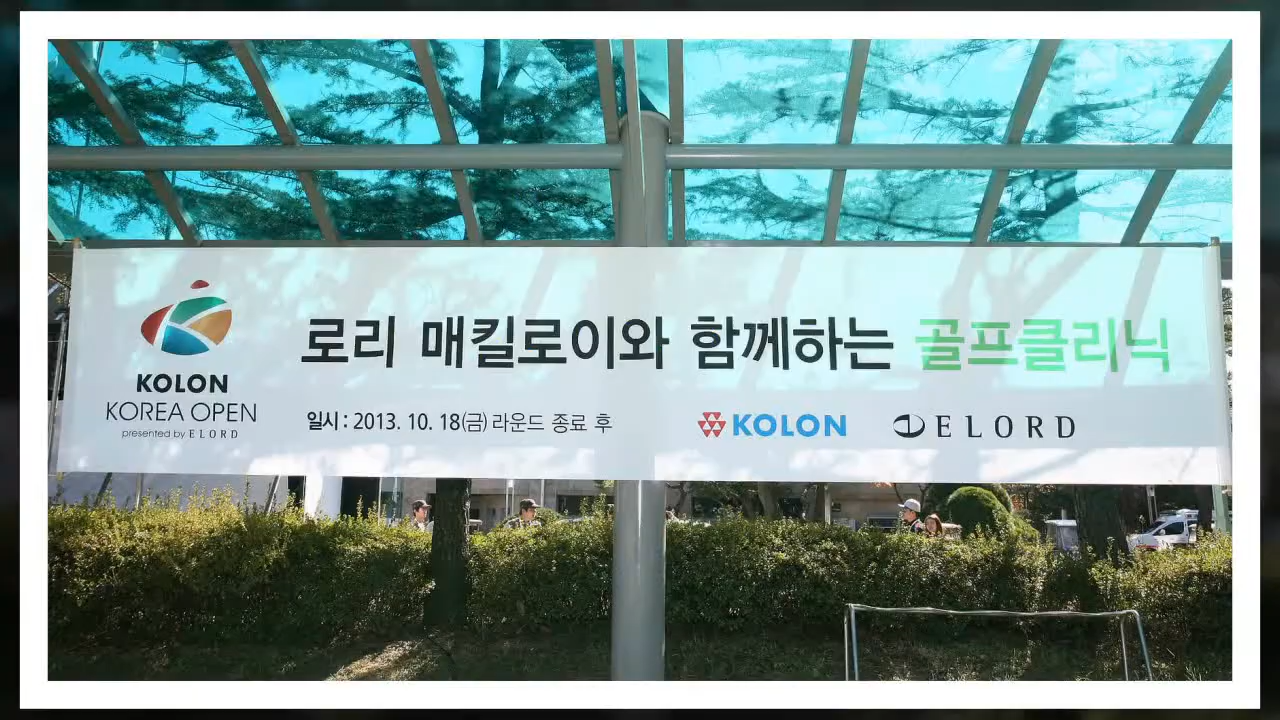 로리 매킬로이와 함께하는 골프클리닉
KOLON
KOREA OPEN
presented by ELORD
일시 : 2013. 10. 18(금) 라운드 종료 후
KOLON
ELORD